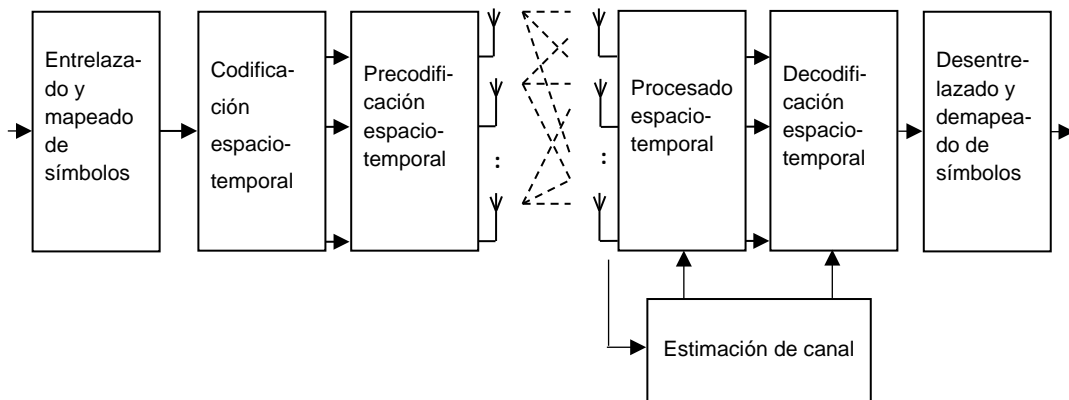 Entrelaza-
do y
mapeado
de
símbolos
Codifica-
ción
espacio-
temporal
Precodifi-
cación
espacio-
temporal
:
:
Procesado
espacio-
temporal
Decodifi-
cación
espacio-
temporal
Desentre-
lazado y
demapea-
do de
símbolos
Estimación de canal